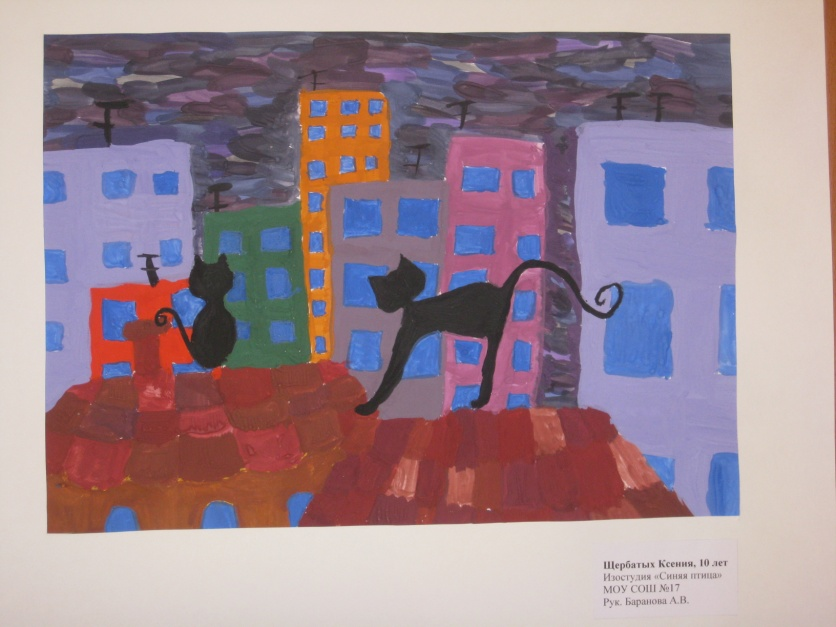 Щербатых Ксения, 10 лет
Изостудия «Синяя птица»
МОУ СОШ №17
Рук. Баранова А.В.